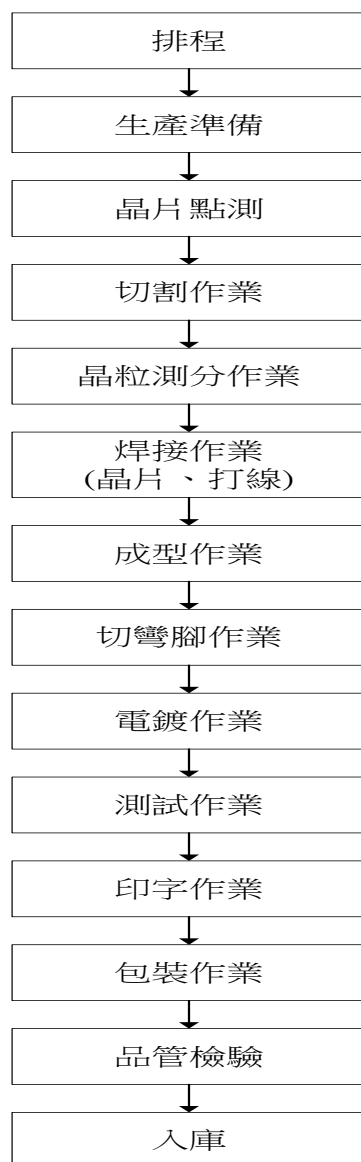 排程
生產準備
晶片點測
切割作業
晶粒測分作業
焊接作業
(晶片、打線)
成型作業
切彎腳作業
電鍍作業
測試作業
印字作業
包裝作業
品管檢驗
入庫